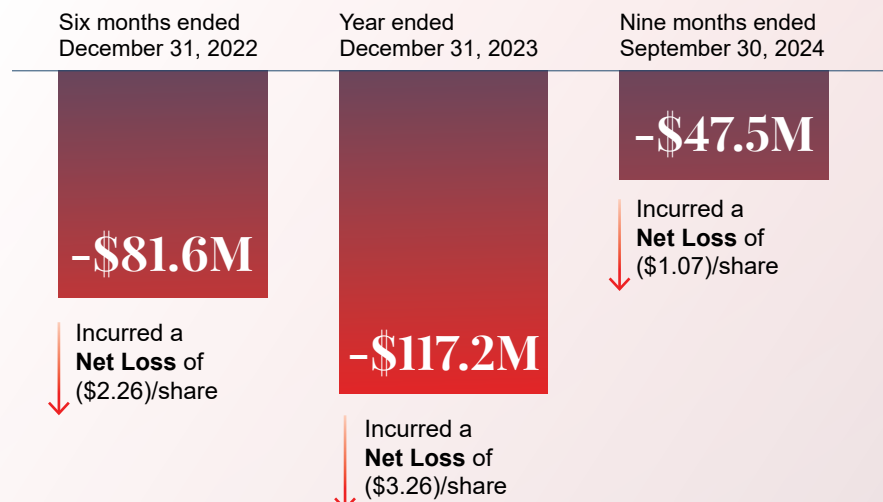 Six months ended
December 31, 2022
-$81.6M
Incurred a
Net Loss of
($2.26)/share
Year ended
December 31, 2023
-$117.2M
Incurred a
Net Loss of
($3.26)/share
Nine months ended
September 30, 2024
-$47.5M
Incurred a
Net Loss of
($1.07)/share